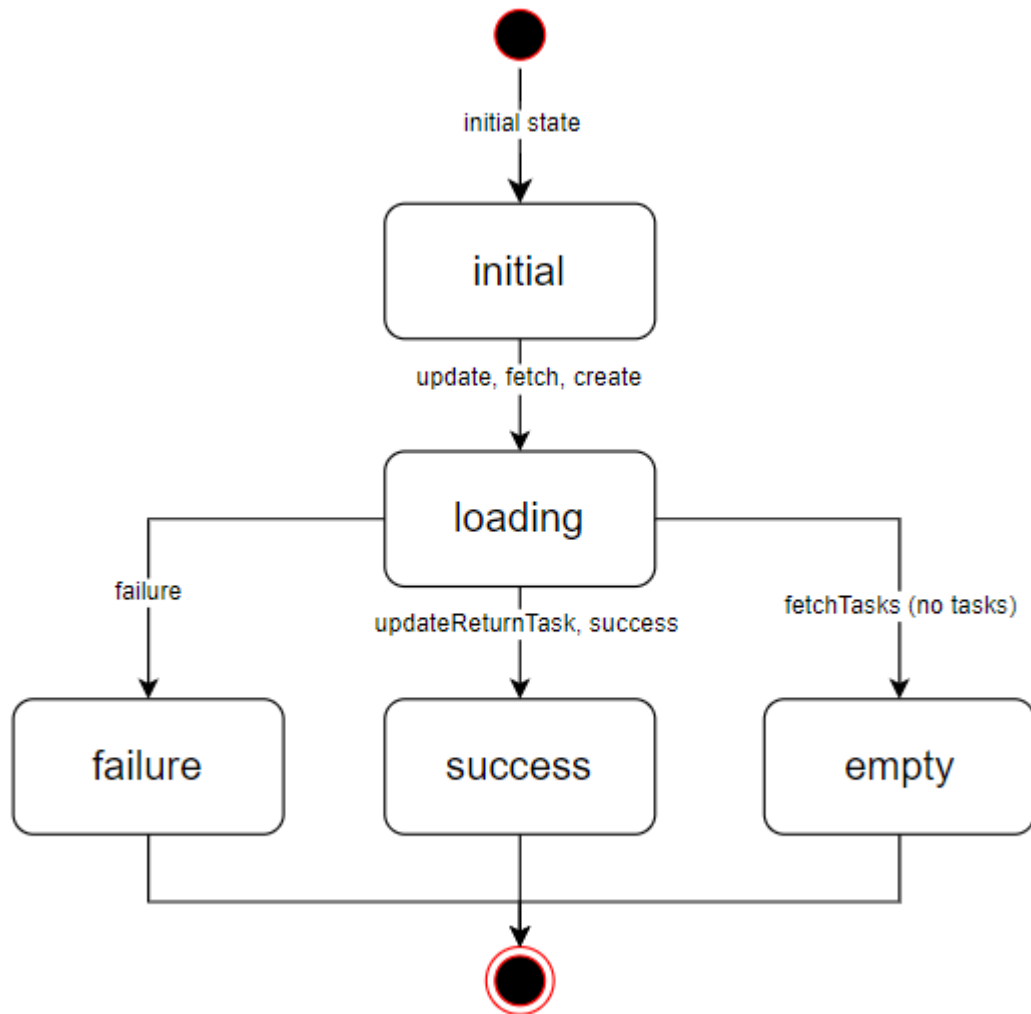 initial state
initial
update, fetch, create
loading
failure
updateReturnTask, success
fetchTasks (no tasks)
failure
success
empty